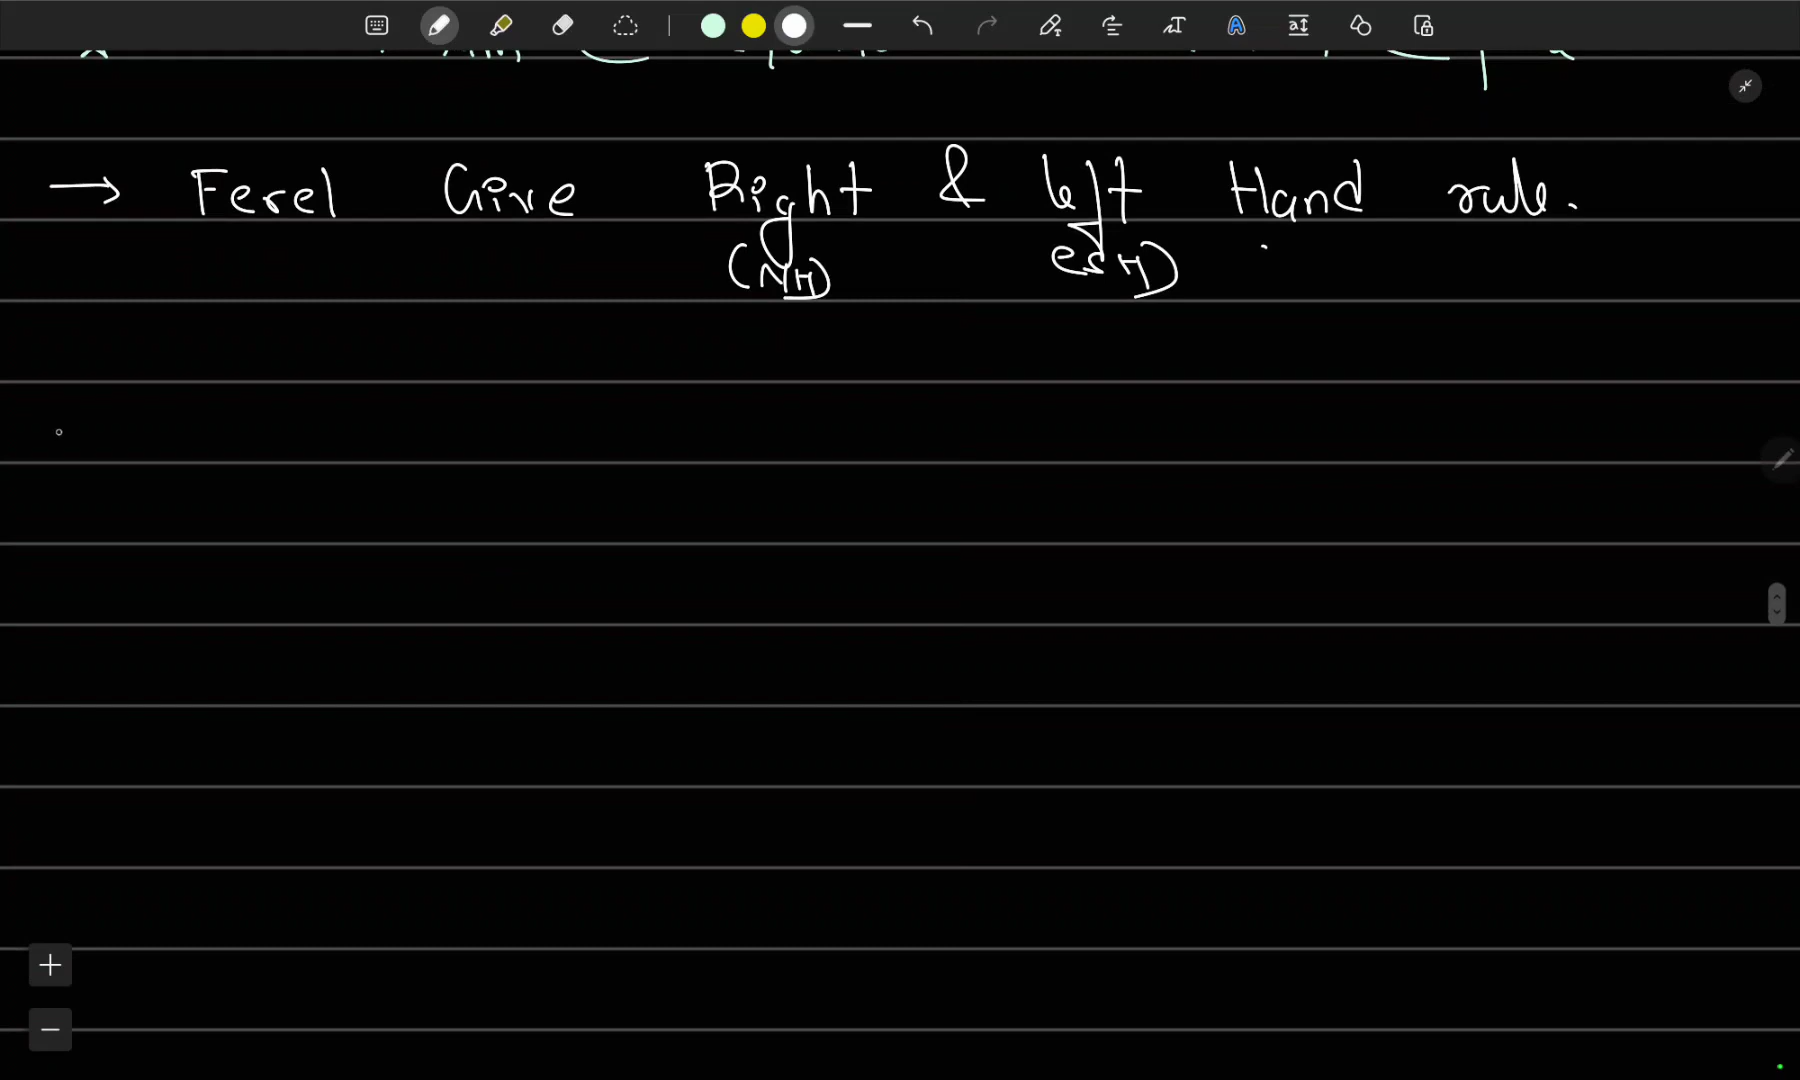 → Ferel Give Right & left Hand rule.
(NH) (SH)